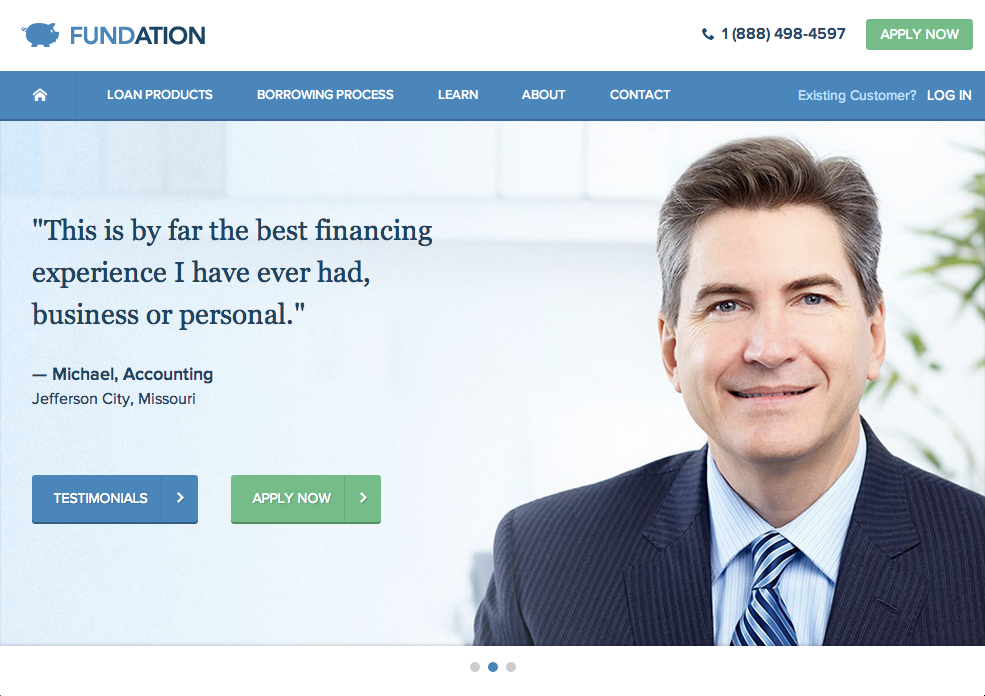 FUNDATION
1 (888) 498-4597
APPLY NOW
LOAN PRODUCTS
BORROWING PROCESS
LEARN
ABOUT
CONTACT
Existing Customer? LOG IN
"This is by far the best financing
experience I have ever had,
business or personal."
— Michael, Accounting
Jefferson City, Missouri
TESTIMONIALS
APPLY NOW